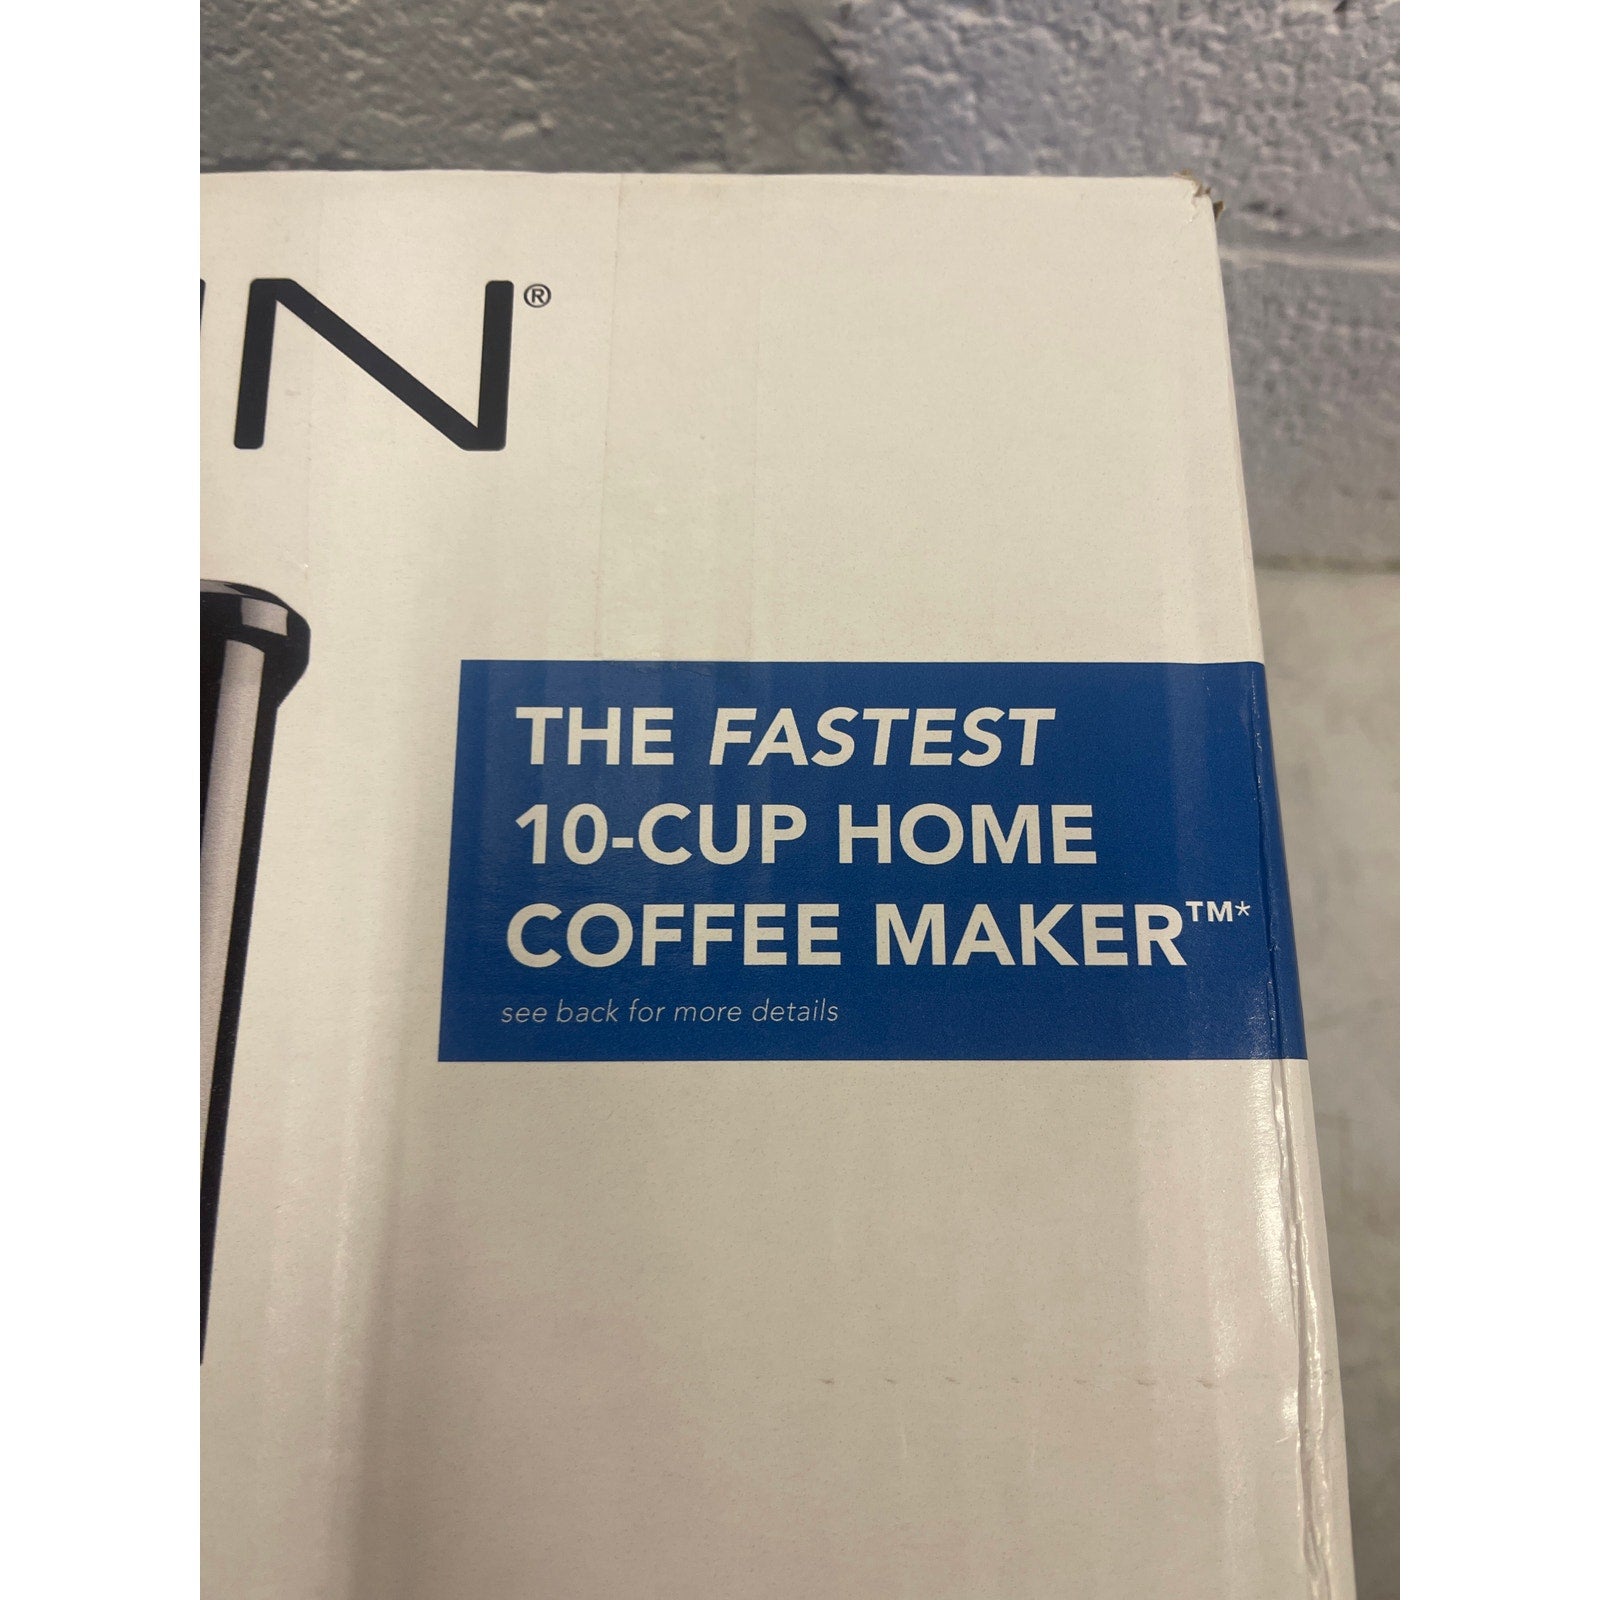 N®
THE FASTEST
10-CUP HOME
COFFEE MAKER™*
see back for more details